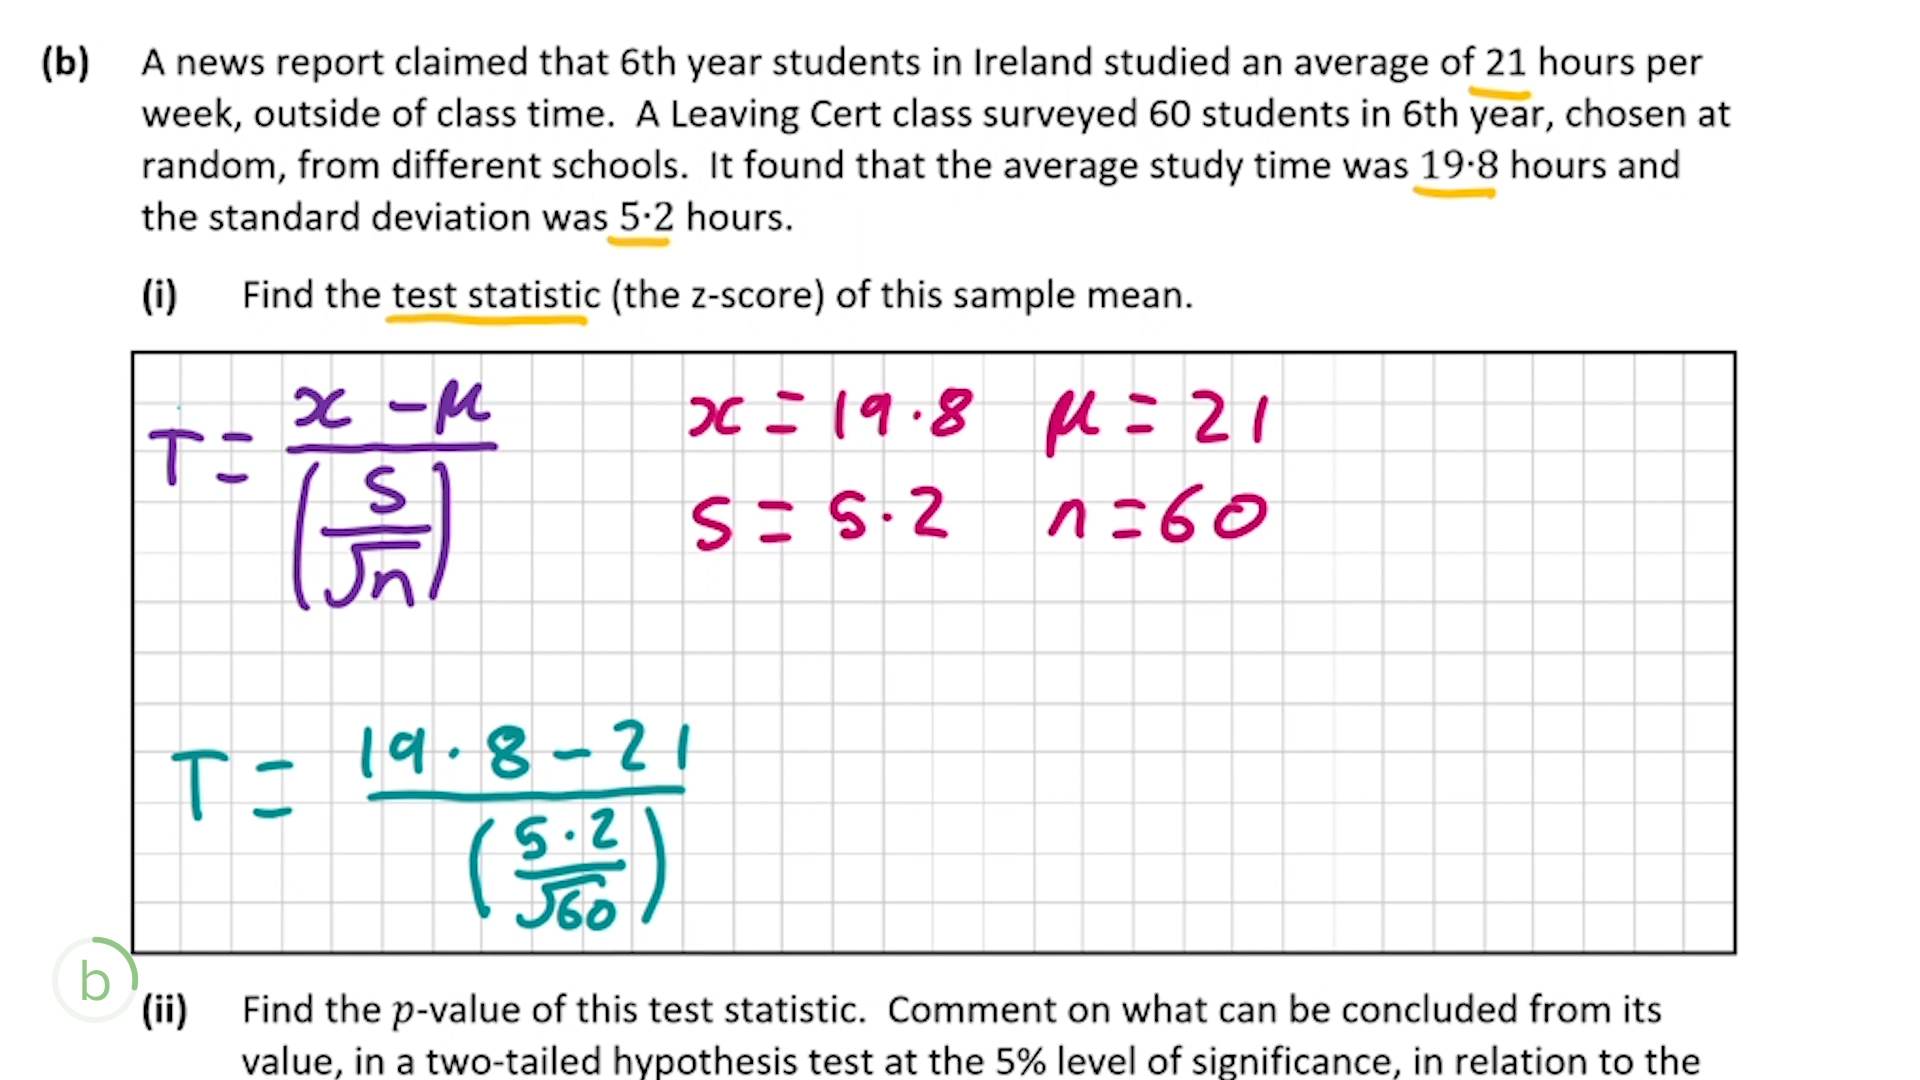 (b) A news report claimed that 6th year students in Ireland studied an average of 21 hours per
week, outside of class time. A Leaving Cert class surveyed 60 students in 6th year, chosen at
random, from different schools. It found that the average study time was 19·8 hours and
the standard deviation was 5·2 hours.
(i) Find the test statistic (the z-score) of this sample mean.
T = (x - μ) / (s/√n)
x = 19.8 μ = 21
s = 5.2 n = 60
T = (19.8 - 21) / (5.2/√60)
b
(ii) Find the p-value of this test statistic. Comment on what can be concluded from its
value, in a two-tailed hypothesis test at the 5% level of significance, in relation to the